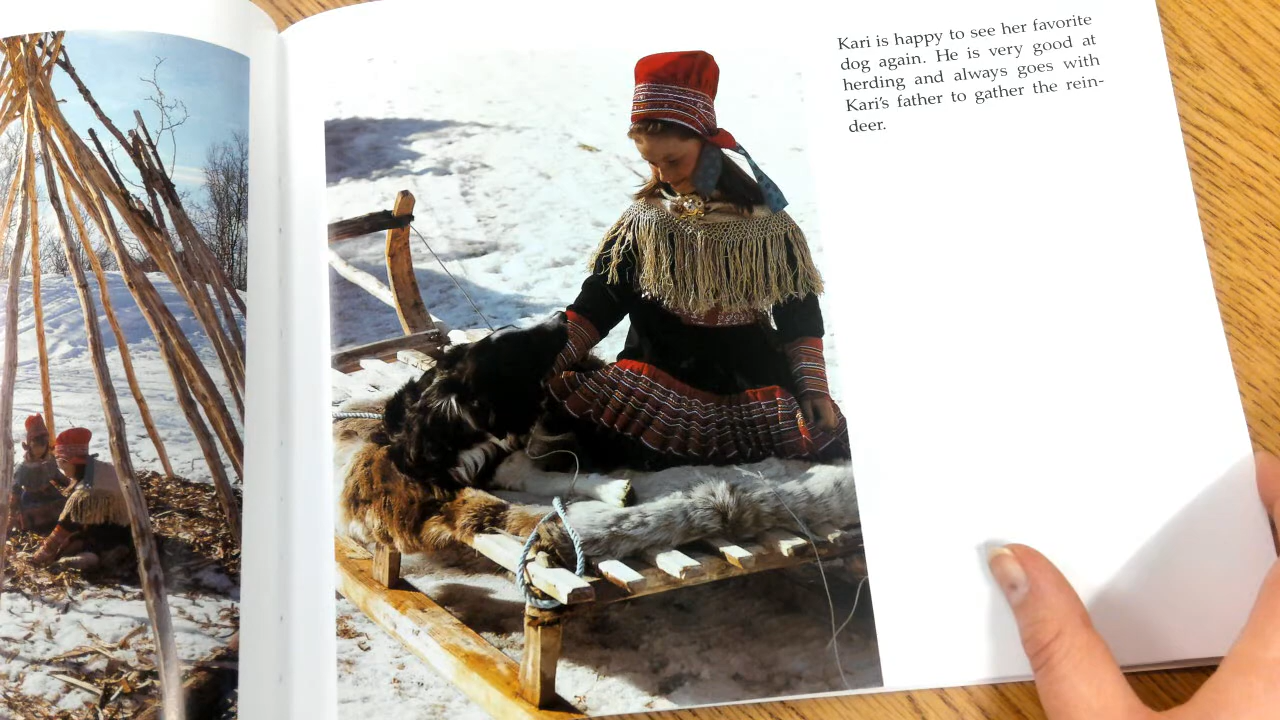 Kari is happy to see her favorite
dog again. He is very good at
herding and always goes with
Kari's father to gather the rein-
deer.